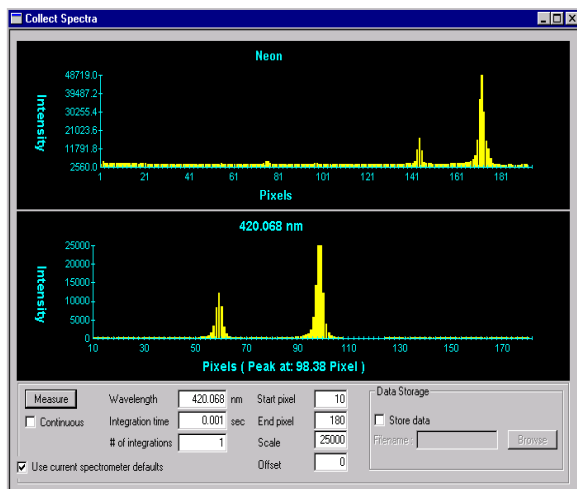 Collect Spectra
Neon
Intensity
48719.0
39487.2
30255.4
21023.6
11791.8
2560.0
1 21 41 61 81 101 121 141 161 181
Pixels
420.068 nm
Intensity
25000
20000
15000
10000
5000
0
10 30 50 70 90 110 130 150 170
Pixels ( Peak at: 98.38 Pixel )
Measure
Continuous
Wavelength 420.068 nm
Integration time 0.001 sec
# of integrations 1
Start pixel 10
End pixel 180
Scale 25000
Offset 0
Data Storage
Store data
Filename: Browse
Use current spectrometer defaults